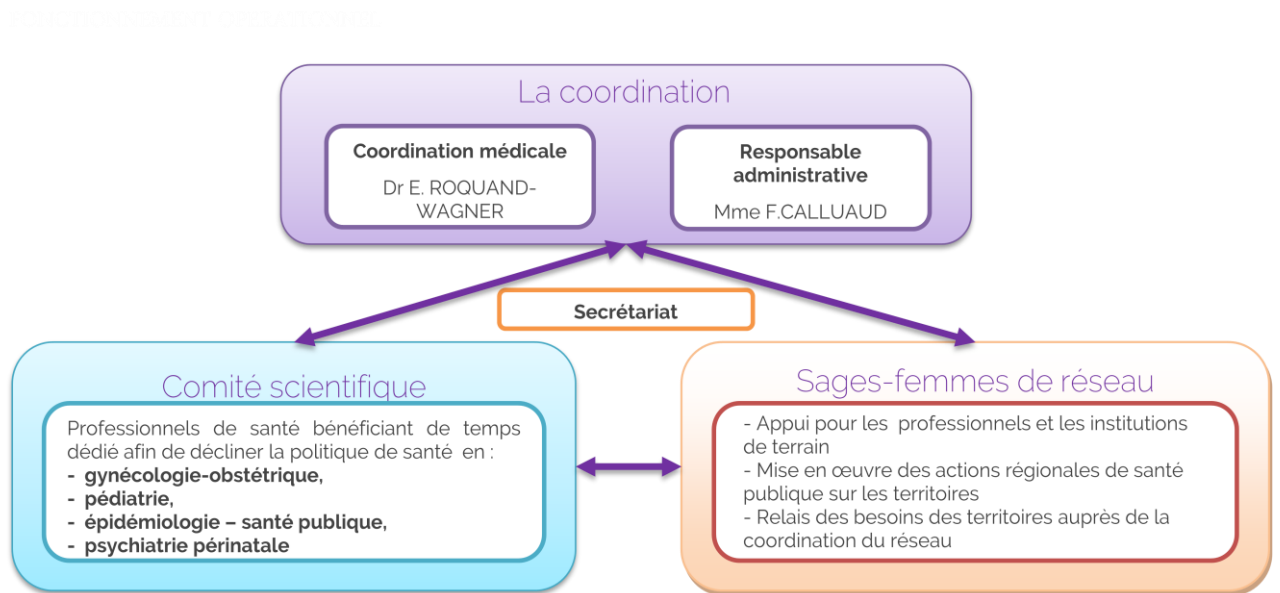 La coordination
Coordination médicale
Dr E. ROQUAND-
WAGNER
Responsable
administrative
Mme F.CALLUAUD
Secrétariat
Comité scientifique
Professionnels de santé bénéficiant de temps
dédié afin de décliner la politique de santé en :
- gynécologie-obstétrique,
- pédiatrie,
- épidémiologie – santé publique,
- psychiatrie périnatale
Sages-femmes de réseau
- Appui pour les professionnels et les institutions
de terrain
- Mise en œuvre des actions régionales de santé
publique sur les territoires
- Relais des besoins des territoires auprès de la
coordination du réseau